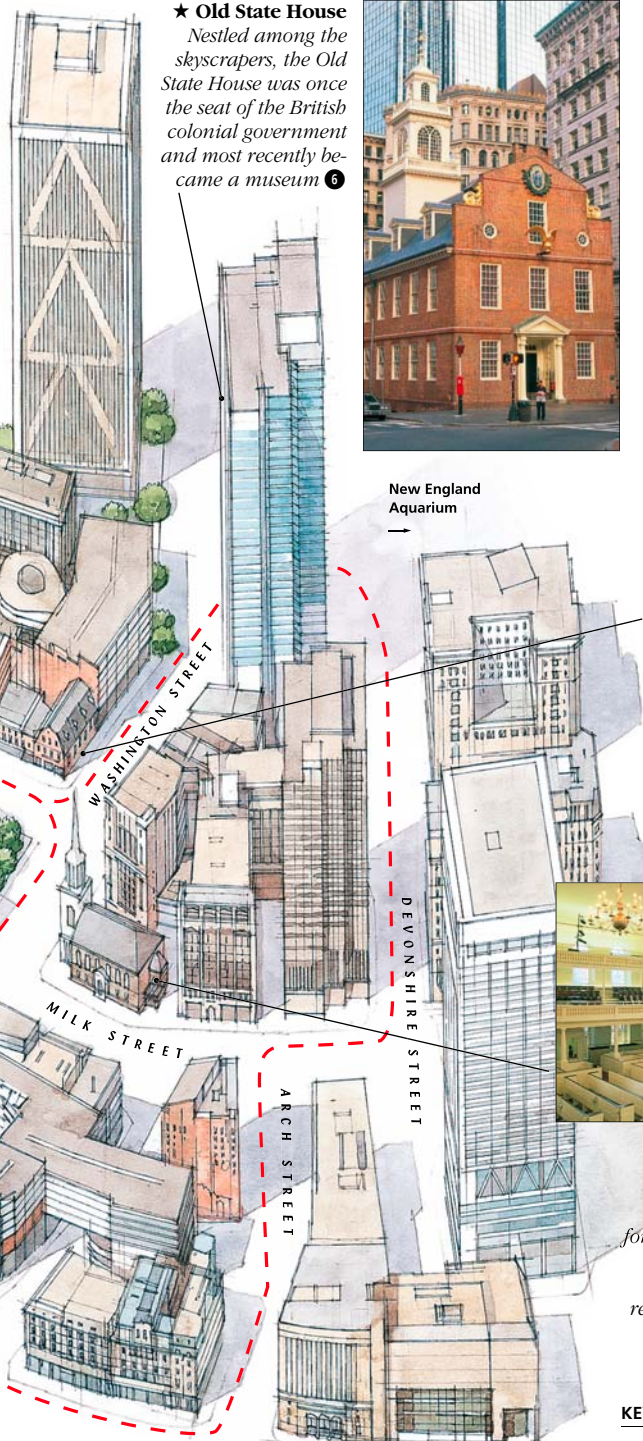 ★ Old State House
Nestled among the
skyscrapers, the Old
State House was once
the seat of the British
colonial government
and most recently be-
came a museum 6
New England
Aquarium
WASHINGTON STREET
DEVONSHIRE STREET
MILK STREET
ARCH STREET